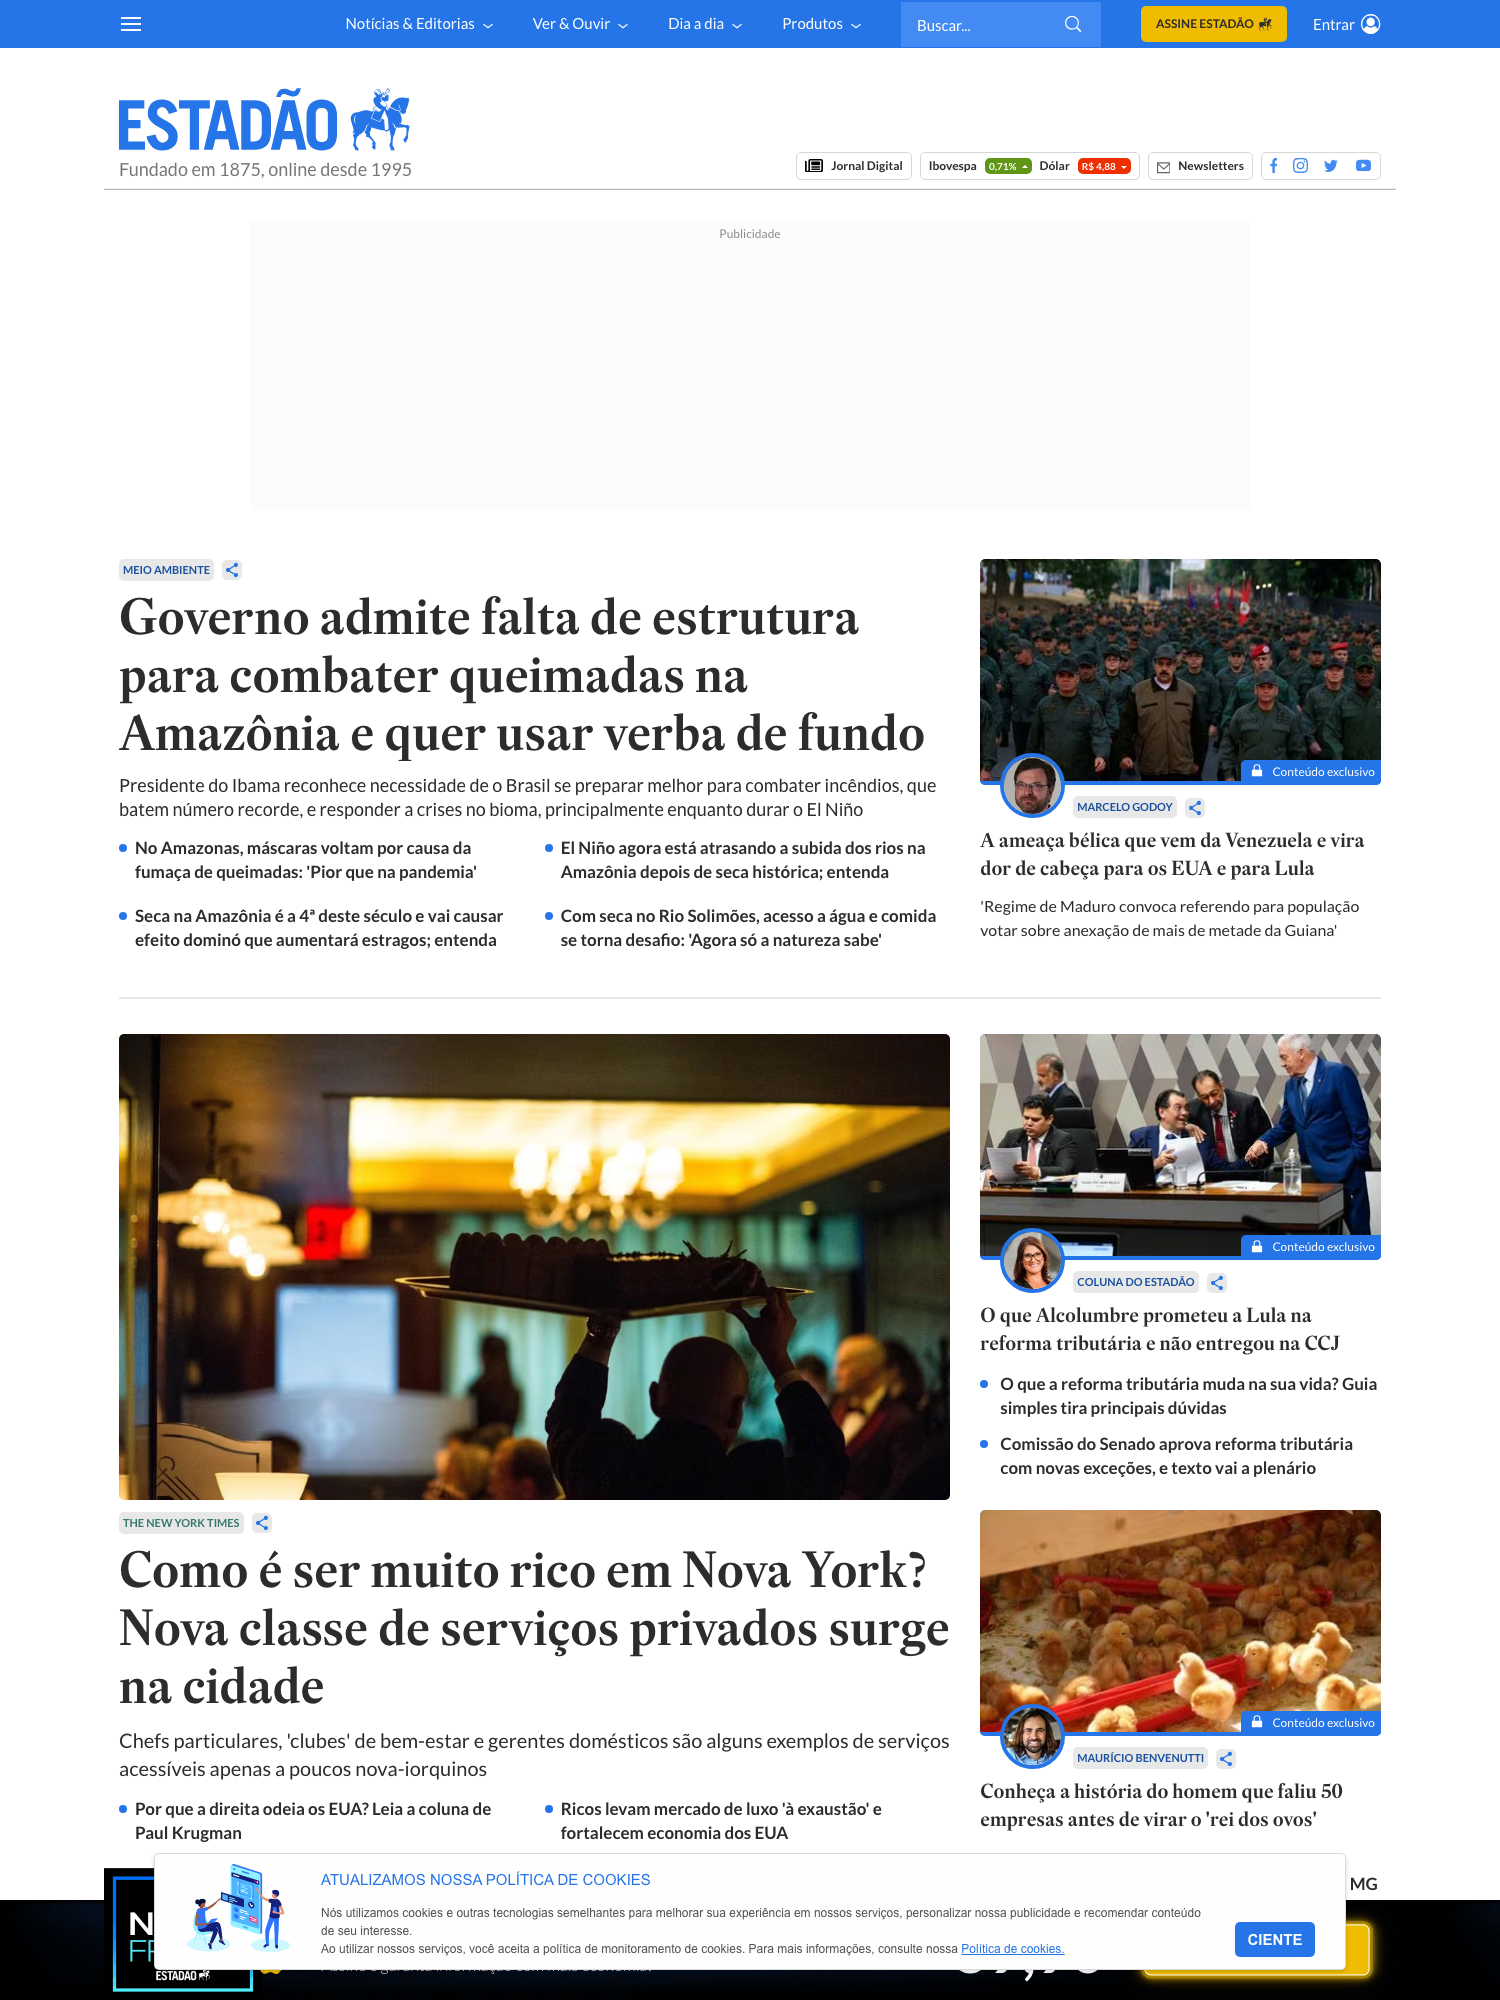 Notícias & Editorias
Ver & Ouvir
Dia a dia
Produtos
Buscar...
ASSINE ESTADÃO
Entrar
ESTADÃO
Fundado em 1875, online desde 1995
Jornal Digital
Ibovespa 0,71% Dólar R$ 4,88
Newsletters
Publicidade
MEIO AMBIENTE
Governo admite falta de estrutura
para combater queimadas na
Amazônia e quer usar verba de fundo
Presidente do Ibama reconhece necessidade de o Brasil se preparar melhor para combater incêndios, que
batem número recorde, e responder a crises no bioma, principalmente enquanto durar o El Niño
No Amazonas, máscaras voltam por causa da
fumaça de queimadas: 'Pior que na pandemia'
El Niño agora está atrasando a subida dos rios na
Amazônia depois de seca histórica; entenda
Seca na Amazônia é a 4ª deste século e vai causar
efeito dominó que aumentará estragos; entenda
Com seca no Rio Solimões, acesso a água e comida
se torna desafio: 'Agora só a natureza sabe'
Conteúdo exclusivo
MARCELO GODOY
A ameaça bélica que vem da Venezuela e vira
dor de cabeça para os EUA e para Lula
'Regime de Maduro convoca referendo para população
votar sobre anexação de mais de metade da Guiana'
THE NEW YORK TIMES
Como é ser muito rico em Nova York?
Nova classe de serviços privados surge
na cidade
Chefs particulares, 'clubes' de bem-estar e gerentes domésticos são alguns exemplos de serviços
acessíveis apenas a poucos nova-iorquinos
Por que a direita odeia os EUA? Leia a coluna de
Paul Krugman
Ricos levam mercado de luxo 'à exaustão' e
fortalecem economia dos EUA
Conteúdo exclusivo
COLUNA DO ESTADÃO
O que Alcolumbre prometeu a Lula na
reforma tributária e não entregou na CCJ
O que a reforma tributária muda na sua vida? Guia
simples tira principais dúvidas
Comissão do Senado aprova reforma tributária
com novas exceções, e texto vai a plenário
Conteúdo exclusivo
MAURÍCIO BENVENUTTI
Conheça a história do homem que faliu 50
empresas antes de virar o 'rei dos ovos'
MG
ATUALIZAMOS NOSSA POLÍTICA DE COOKIES
Nós utilizamos cookies e outras tecnologias semelhantes para melhorar sua experiência em nossos serviços, personalizar nossa publicidade e recomendar conteúdo
de seu interesse.
Ao utilizar nossos serviços, você aceita a política de monitoramento de cookies. Para mais informações, consulte nossa Política de cookies.
CIENTE
ESTADÃO